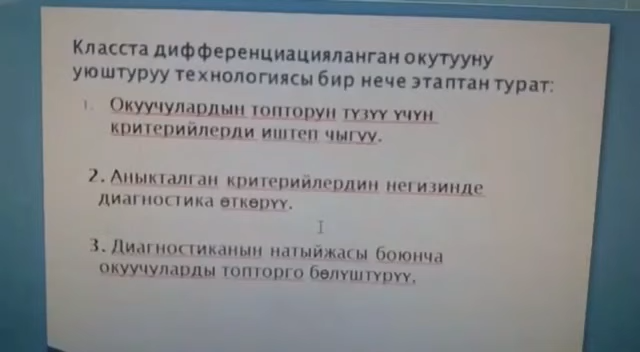 Класста дифференциацияланган окутууну
уюштуруу технологиясы бир нече этаптан турат:
1. Окуучулардын топторун түзүү үчүн
критерийлерди иштеп чыгуу.
2. Аныкталган критерийлердин негизинде
диагностика өткөрүү.
3. Диагностиканын натыйжасы боюнча
окуучуларды топторго бөлүштүрүү.